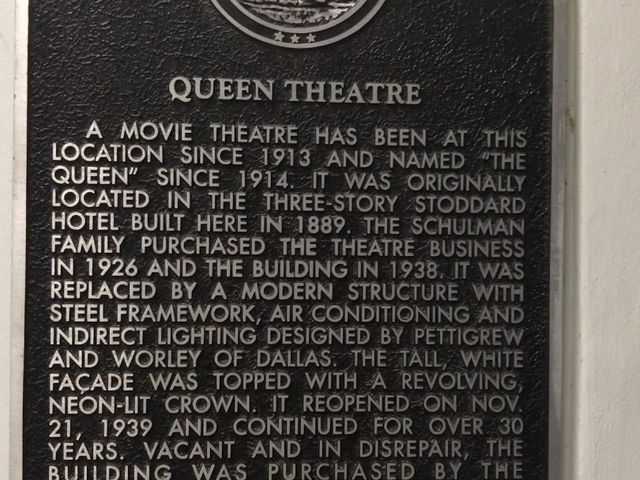 QUEEN THEATRE
A MOVIE THEATRE HAS BEEN AT THIS
LOCATION SINCE 1913 AND NAMED "THE
QUEEN" SINCE 1914. IT WAS ORIGINALLY
LOCATED IN THE THREE-STORY STODDARD
HOTEL BUILT HERE IN 1889. THE SCHULMAN
FAMILY PURCHASED THE THEATRE BUSINESS
IN 1926 AND THE BUILDING IN 1938. IT WAS
REPLACED BY A MODERN STRUCTURE WITH
STEEL FRAMEWORK, AIR CONDITIONING AND
INDIRECT LIGHTING DESIGNED BY PETTIGREW
AND WORLEY OF DALLAS. THE TALL, WHITE
FAÇADE WAS TOPPED WITH A REVOLVING,
NEON-LIT CROWN. IT REOPENED ON NOV.
21, 1939 AND CONTINUED FOR OVER 30
YEARS. VACANT AND IN DISREPAIR, THE
BUILDING WAS PURCHASED BY THE